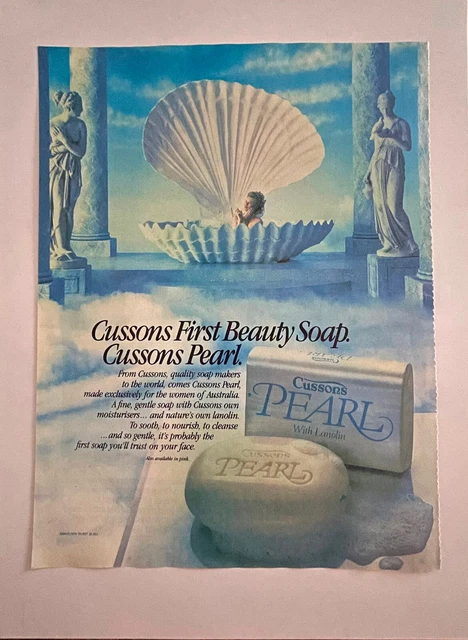 Cussons First Beauty Soap.
Cussons Pearl.
From Cussons, quality soap makers
to the world, comes Cussons Pearl,
made exclusively for the women of Australia.
A fine, gentle soap with Cussons own
moisturisers... and nature's own lanolin.
To sooth, to nourish, to cleanse
...and so gentle, it's probably the
first soap you'll trust on your face.
Also available in pink.
Cussons
PEARL
With Lanolin
CUSSONS
PEARL